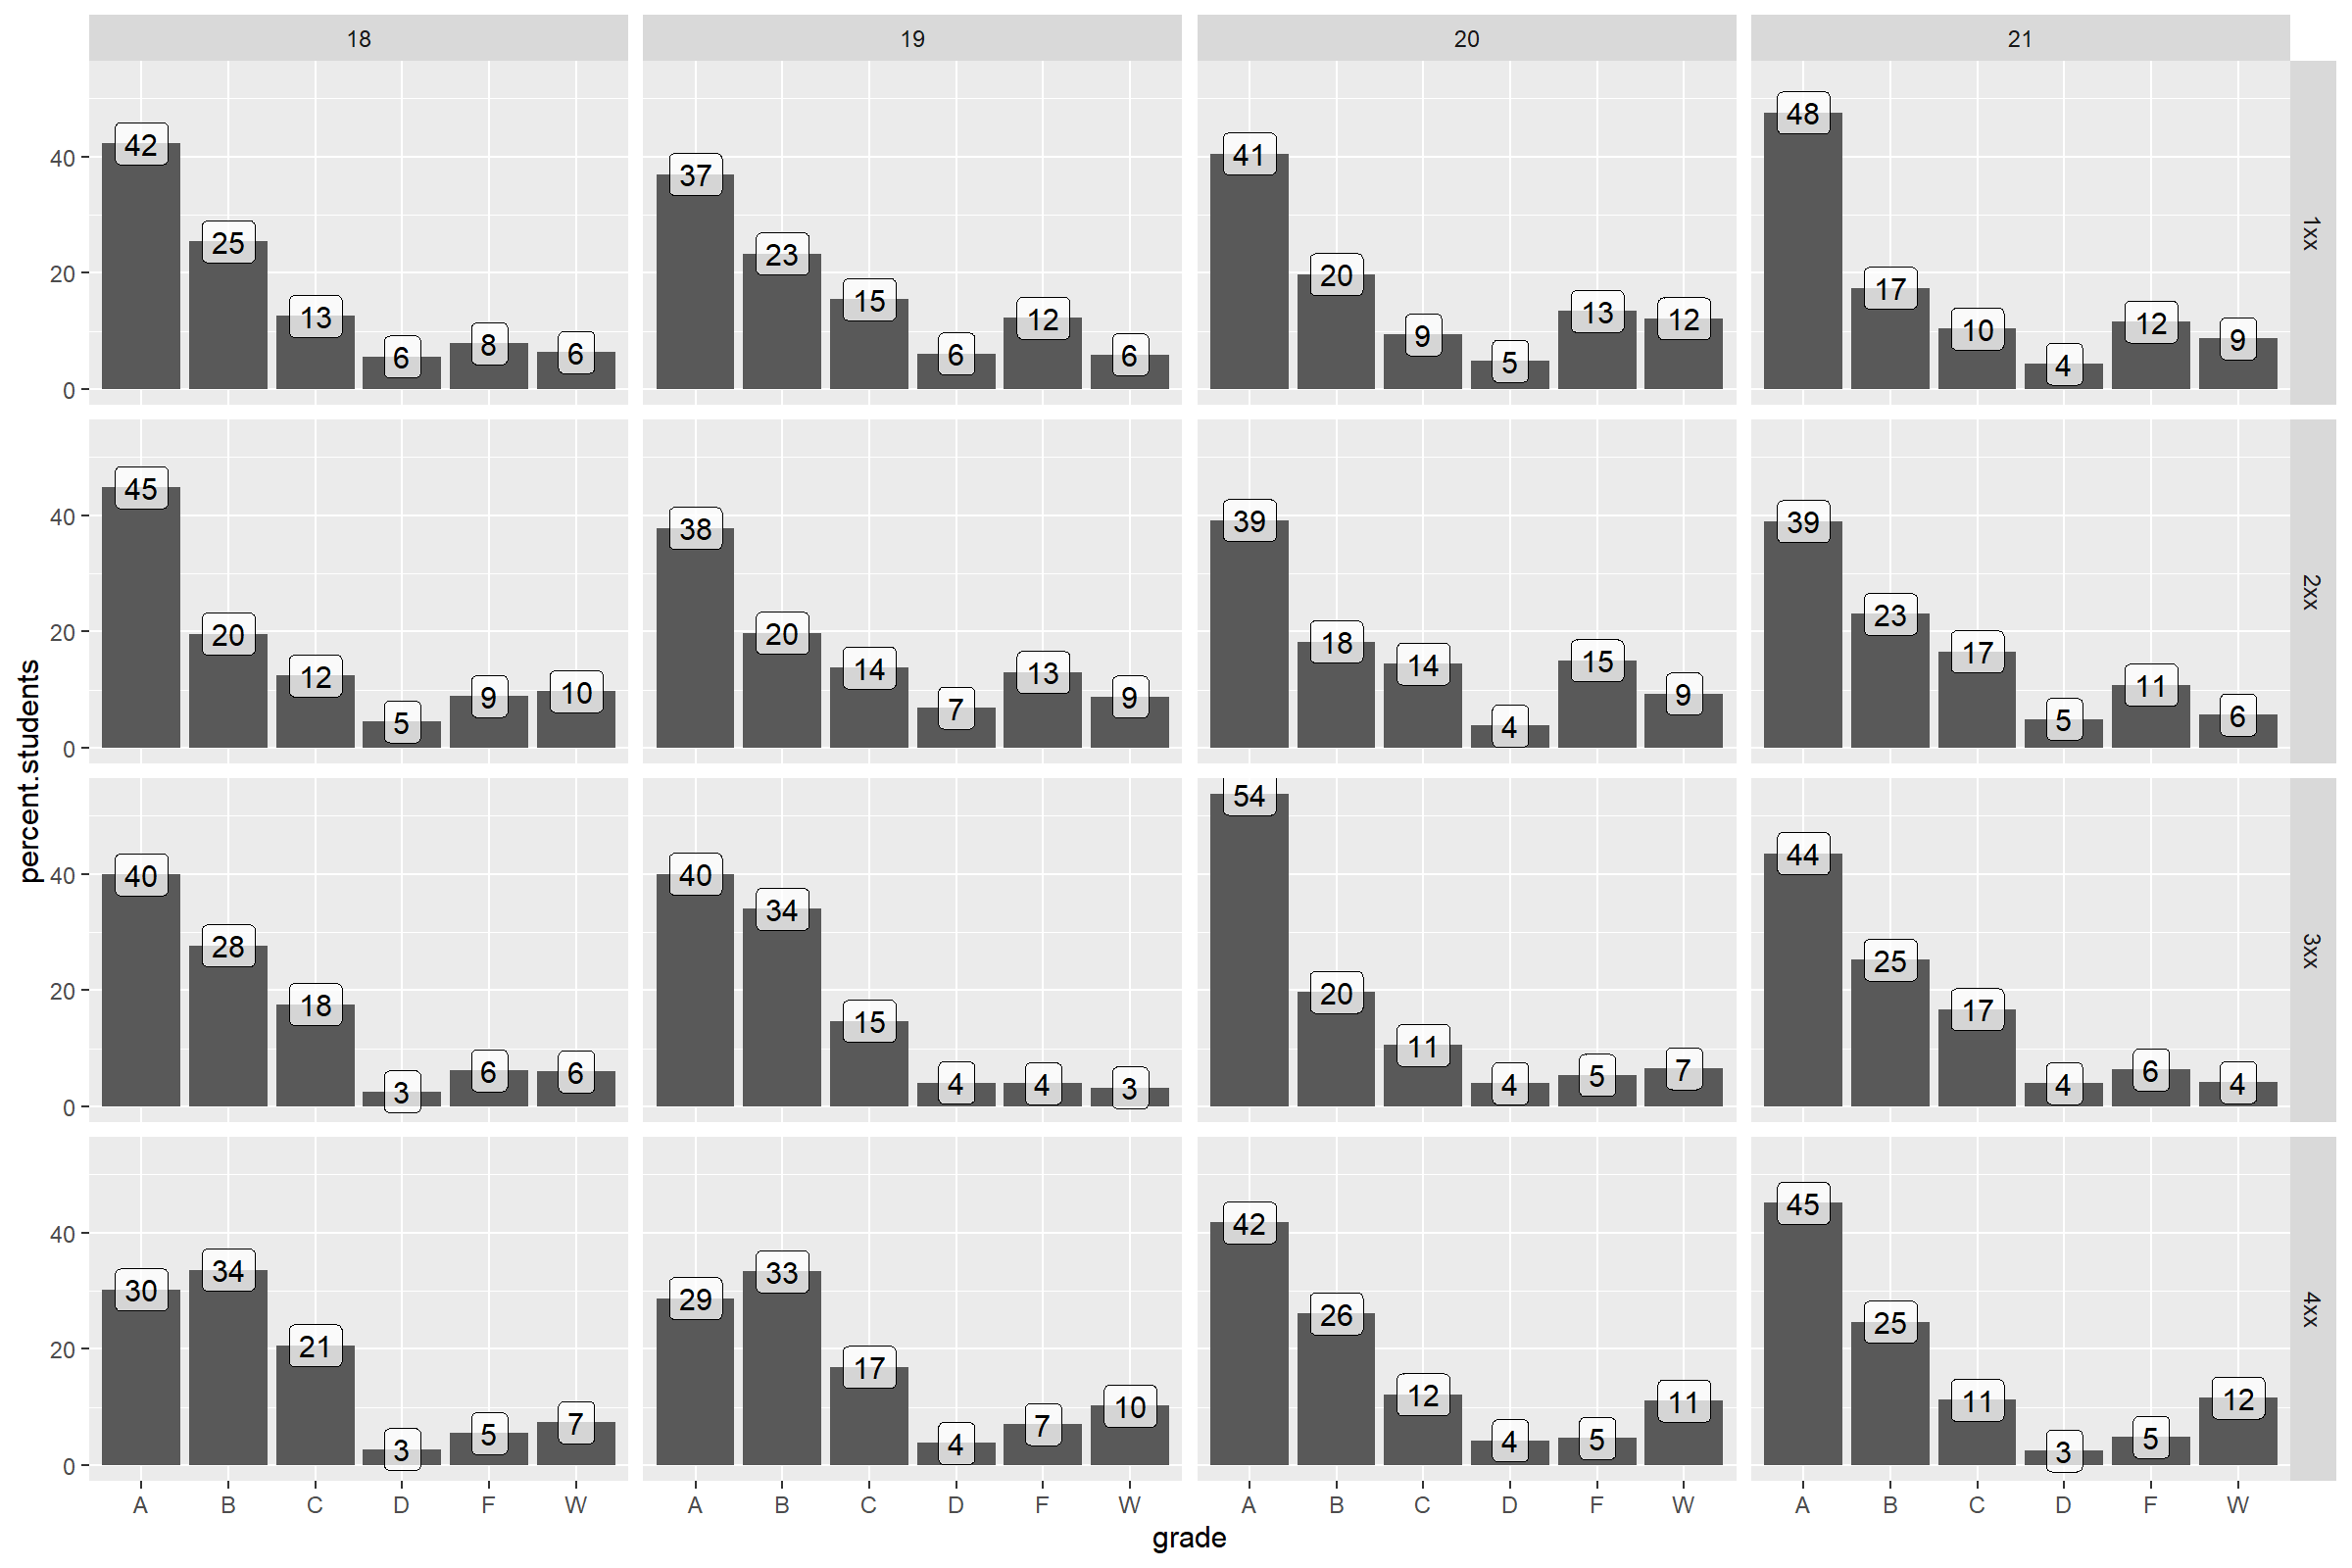 18 19 20 21
42 25 13 6 8 6
37 23 15 6 12 6
41 20 9 5 13 12
48 17 10 4 12 9
40
20
0
1xx
45 20 12 5 9 10
38 20 14 7 13 9
39 18 14 4 15 9
39 23 17 5 11 6
40
20
0
2xx
40 28 18 3 6 6
40 34 15 4 4 3
54 20 11 4 5 7
44 25 17 4 6 4
40
20
0
3xx
30 34 21 3 5 7
29 33 17 4 7 10
42 26 12 4 5 11
45 25 11 3 5 12
40
20
0
4xx
percent.students
A B C D F W
A B C D F W
A B C D F W
A B C D F W
grade